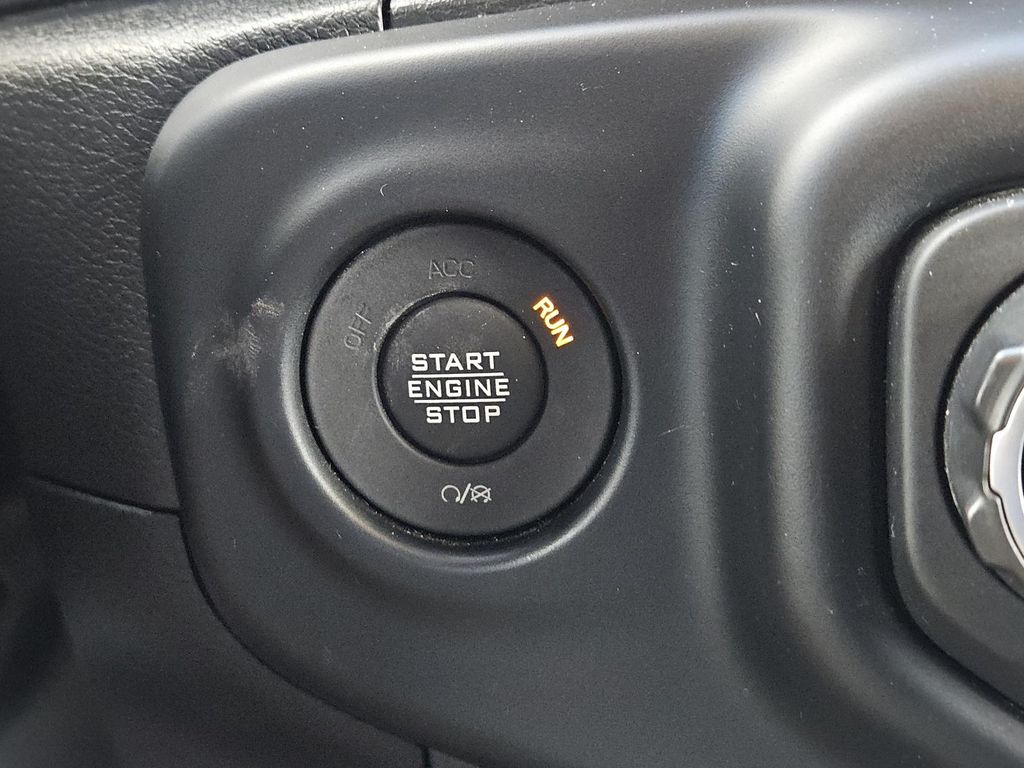 ACC
OFF
RUN
START
ENGINE
STOP